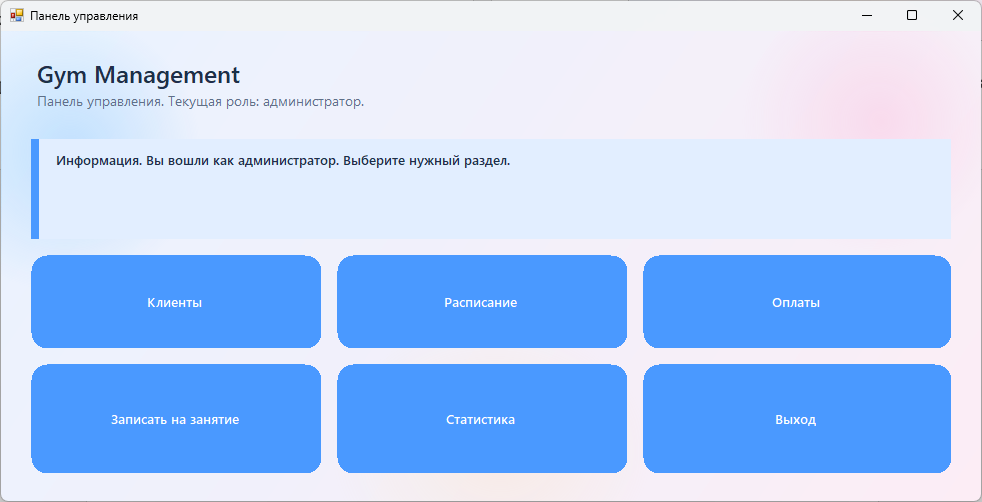 Панель управления
Gym Management
Панель управления. Текущая роль: администратор.
Информация. Вы вошли как администратор. Выберите нужный раздел.
Клиенты
Расписание
Оплаты
Записать на занятие
Статистика
Выход